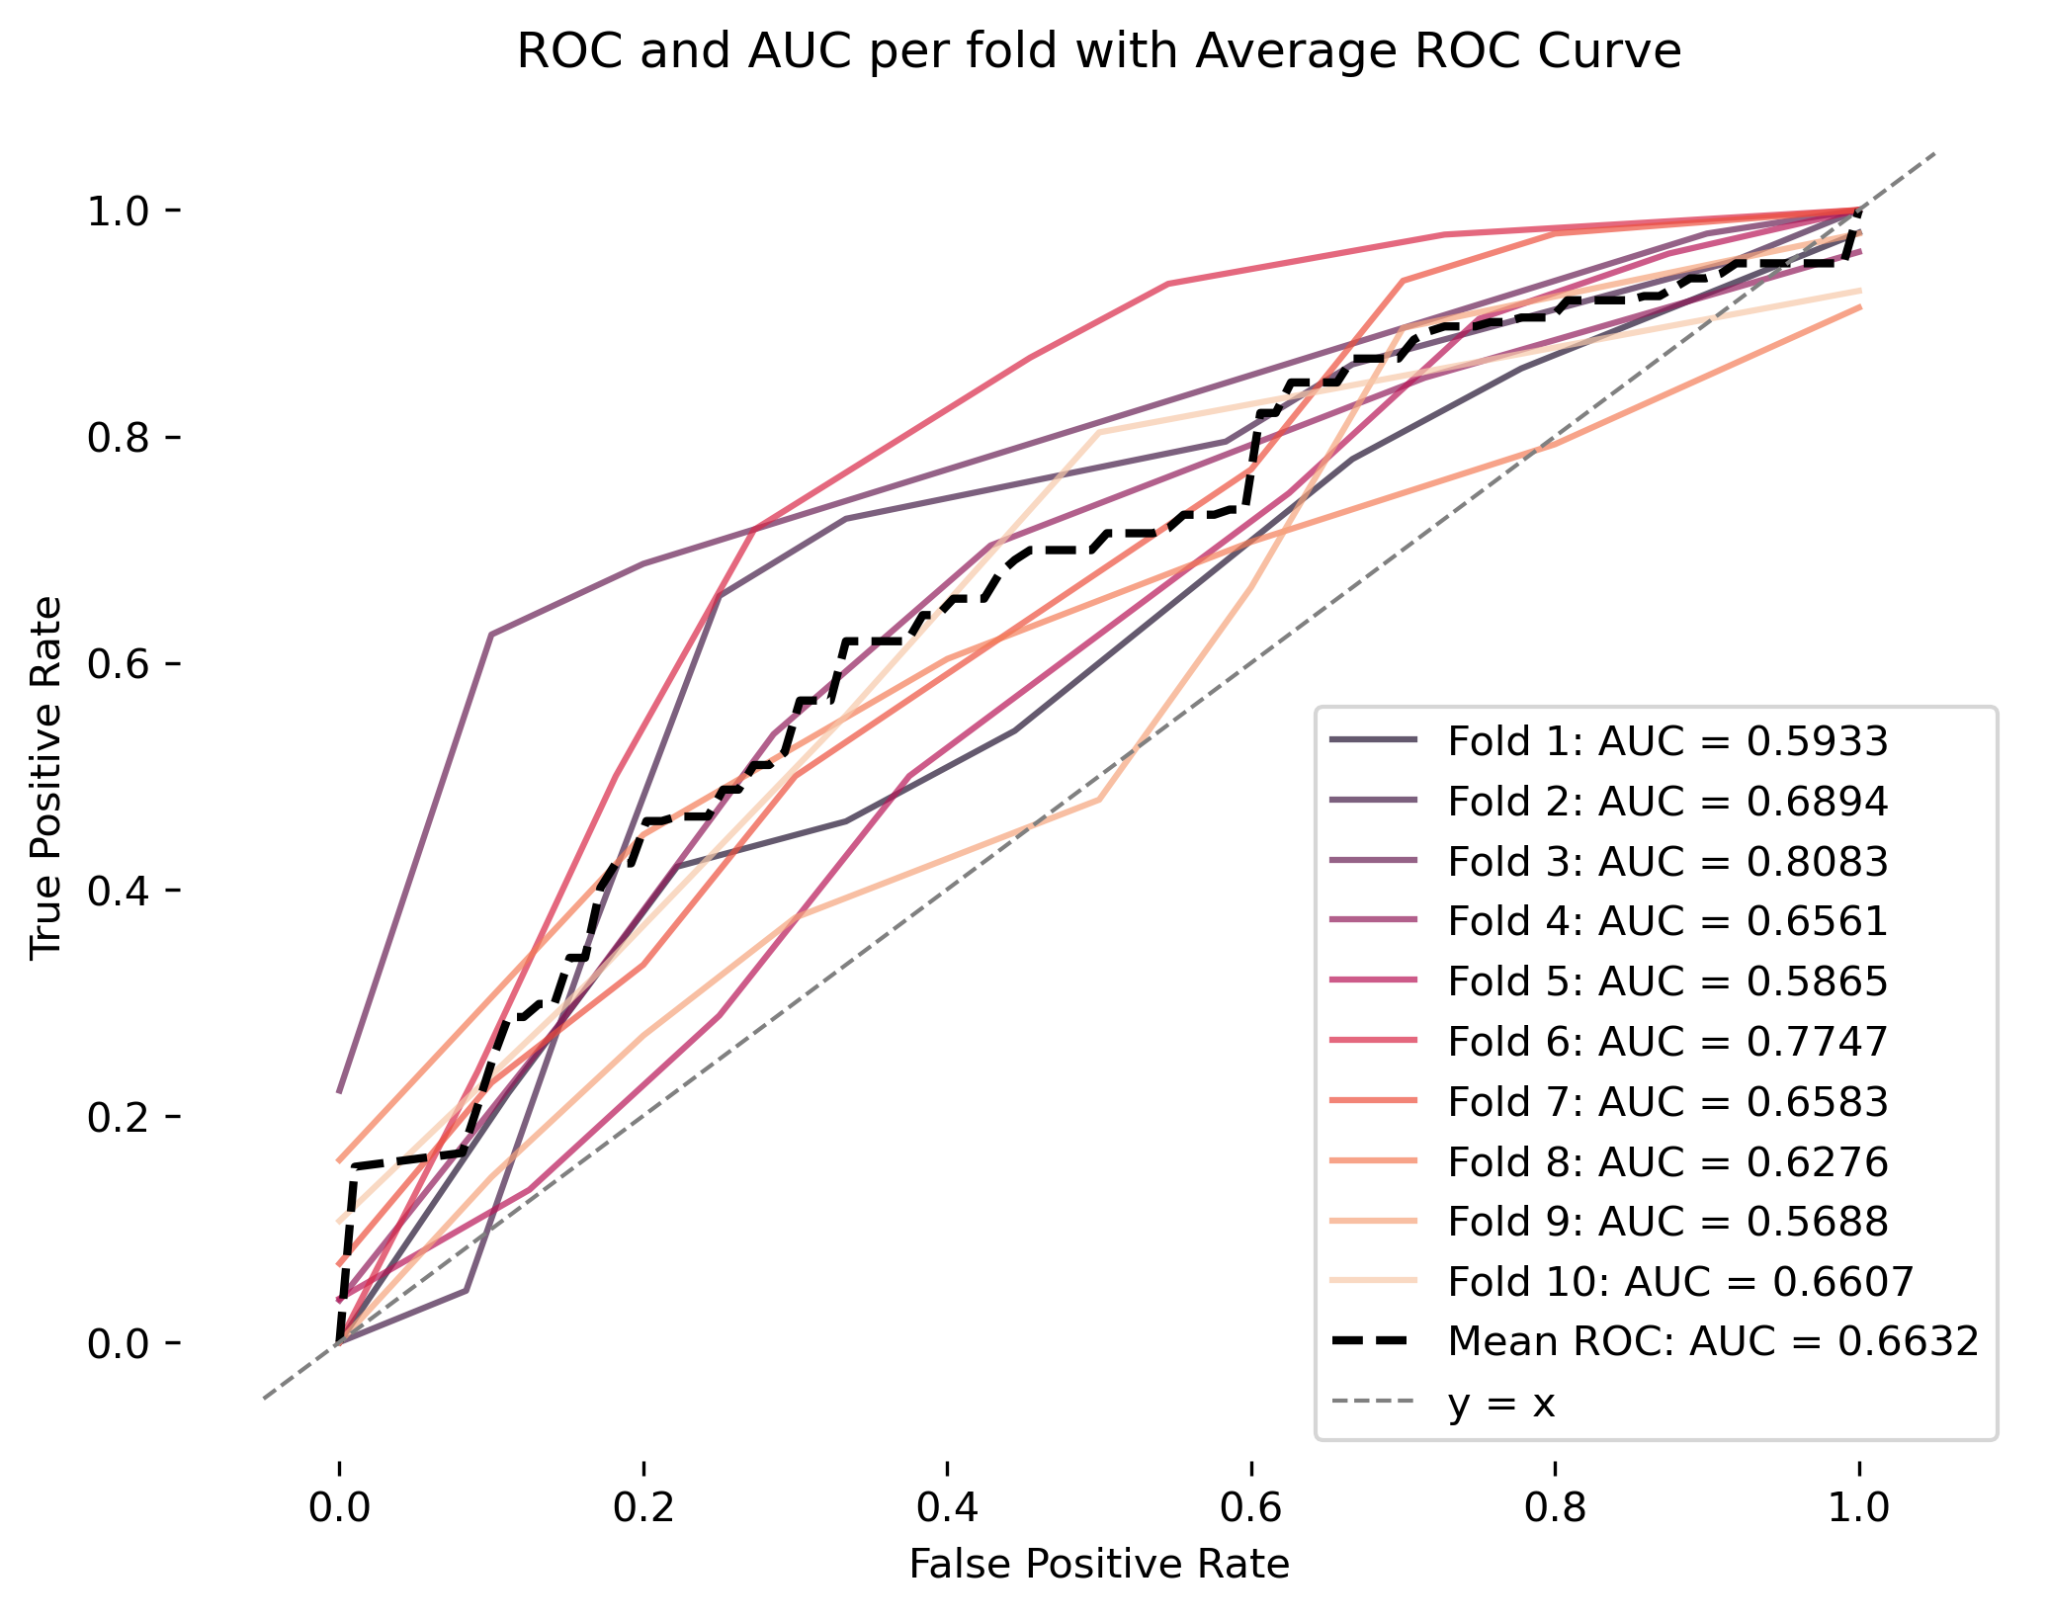 ROC and AUC per fold with Average ROC Curve
True Positive Rate
1.0
0.8
0.6
0.4
0.2
0.0
Fold 1: AUC = 0.5933
Fold 2: AUC = 0.6894
Fold 3: AUC = 0.8083
Fold 4: AUC = 0.6561
Fold 5: AUC = 0.5865
Fold 6: AUC = 0.7747
Fold 7: AUC = 0.6583
Fold 8: AUC = 0.6276
Fold 9: AUC = 0.5688
Fold 10: AUC = 0.6607
Mean ROC: AUC = 0.6632
y = x
0.0 0.2 0.4 0.6 0.8 1.0
False Positive Rate